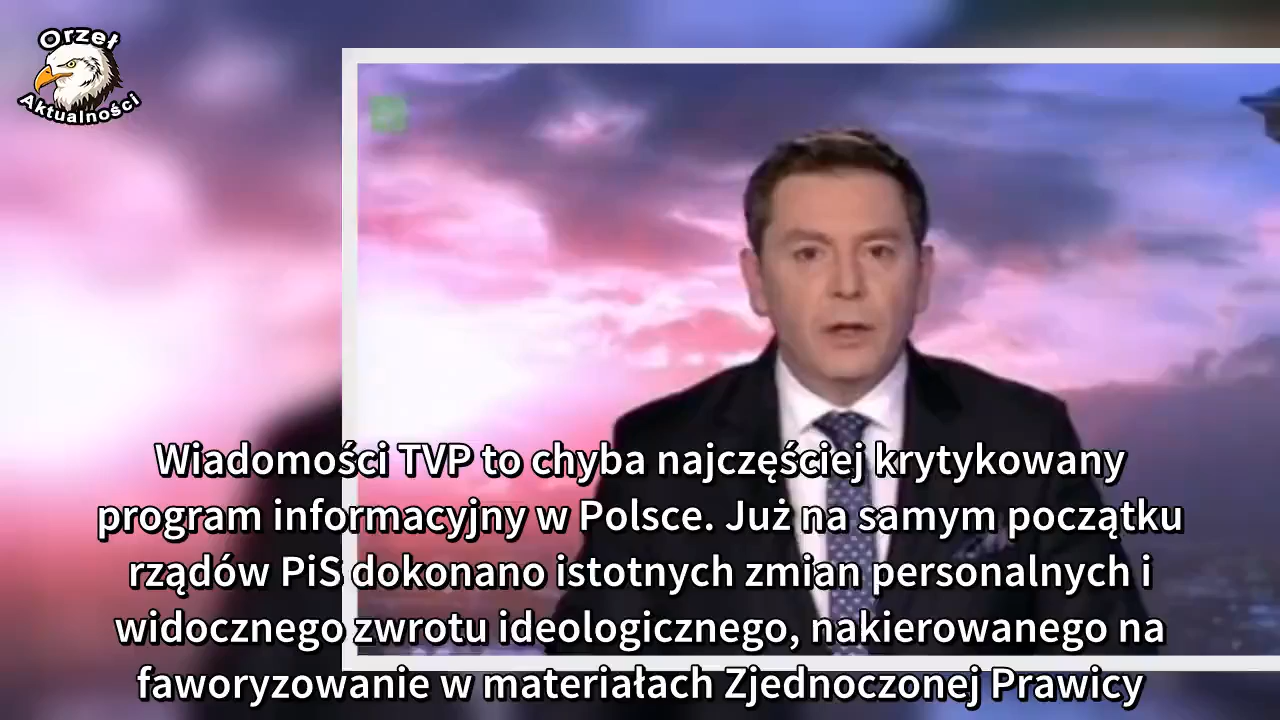 Orzeł
Aktualności
Wiadomości TVP to chyba najczęściej krytykowany
program informacyjny w Polsce. Już na samym początku
rządów PiS dokonano istotnych zmian personalnych i
widocznego zwrotu ideologicznego, nakierowanego na
faworyzowanie w materiałach Zjednoczonej Prawicy